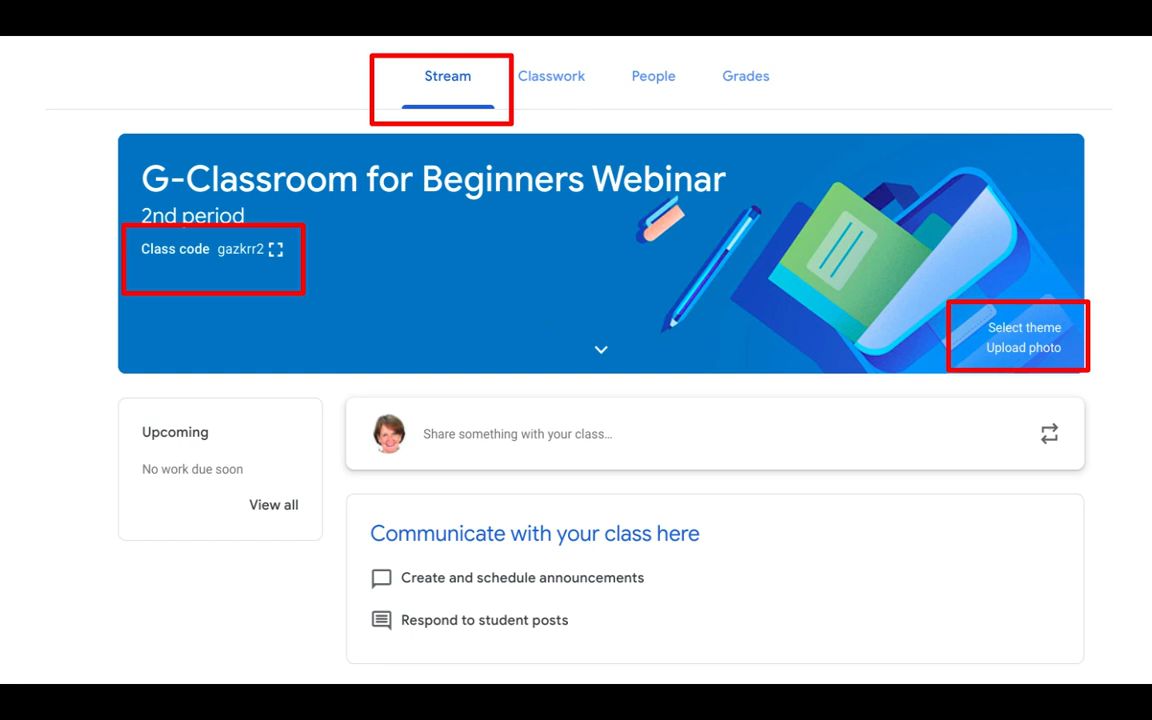 Stream Classwork People Grades
G-Classroom for Beginners Webinar
2nd period
Class code gazkrr2
Select theme
Upload photo
Upcoming
No work due soon
View all
Share something with your class...
Communicate with your class here
Create and schedule announcements
Respond to student posts